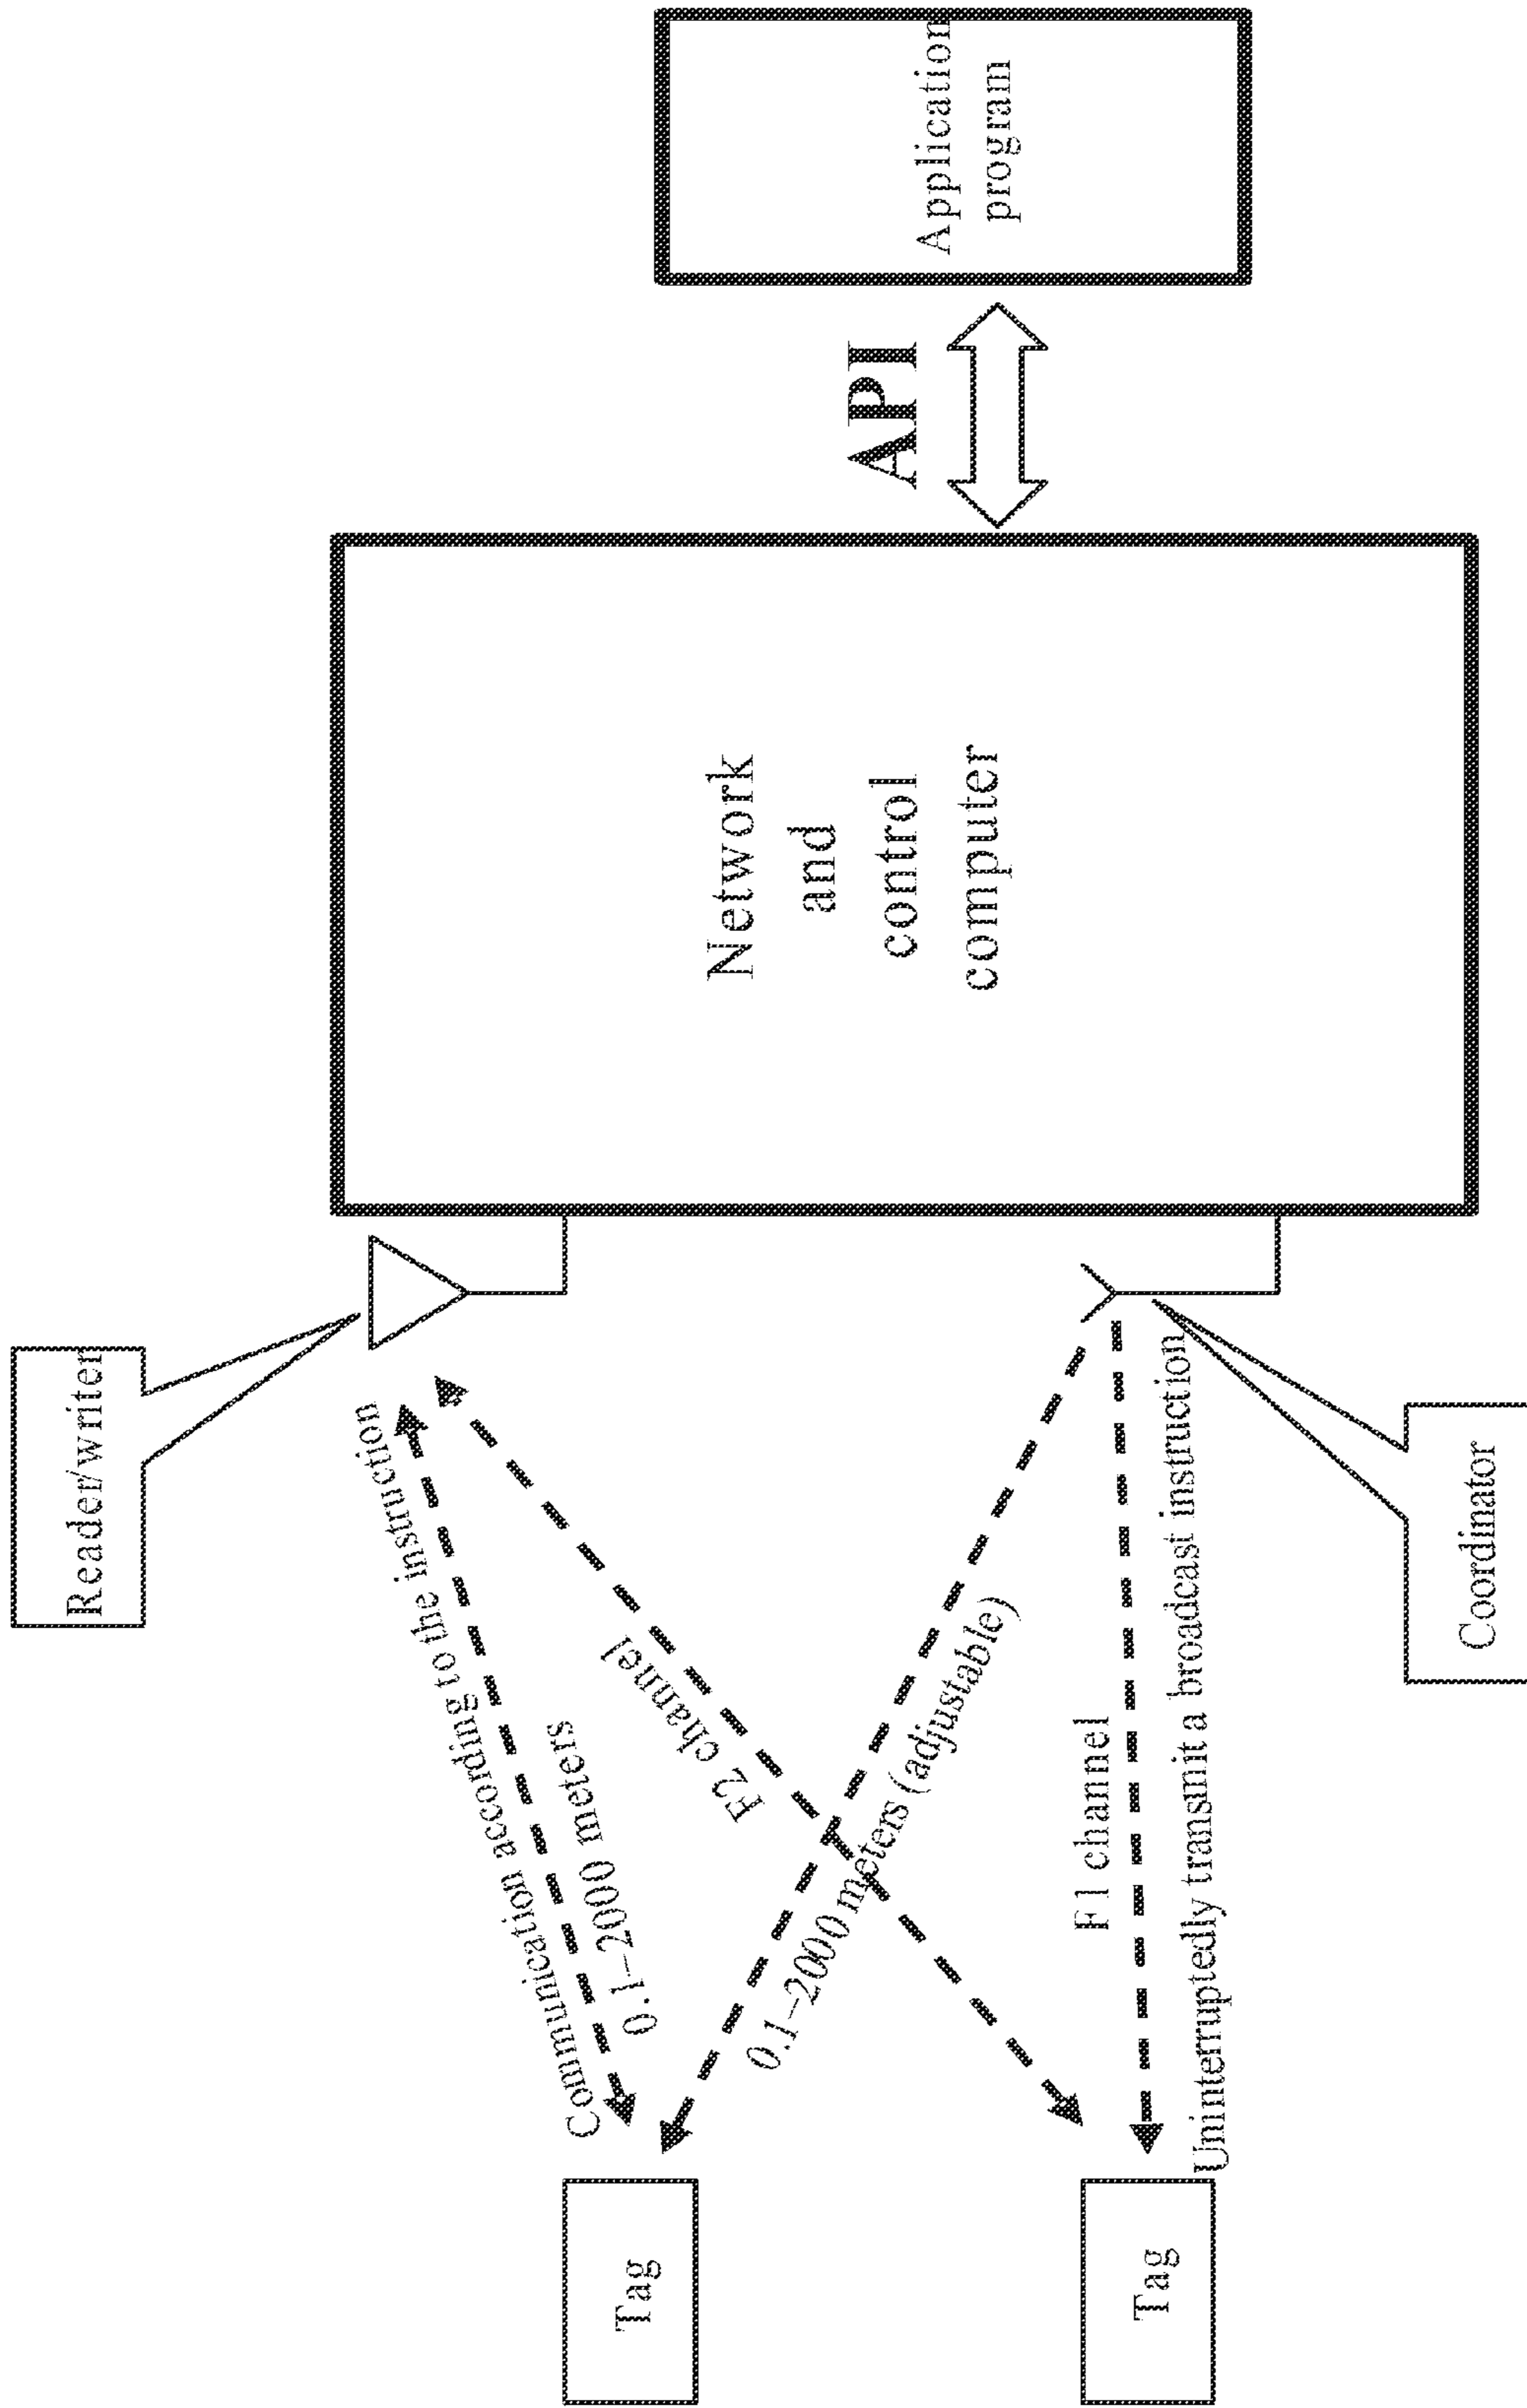 Reader/writer
Communication according to the instruction
0.1–2000 meters
F2 channel
0.1–2000 meters (adjustable)
F1 channel
Uninterruptedly transmit a broadcast instruction
Tag
Tag
Coordinator
Network
and
control
computer
API
Application
program